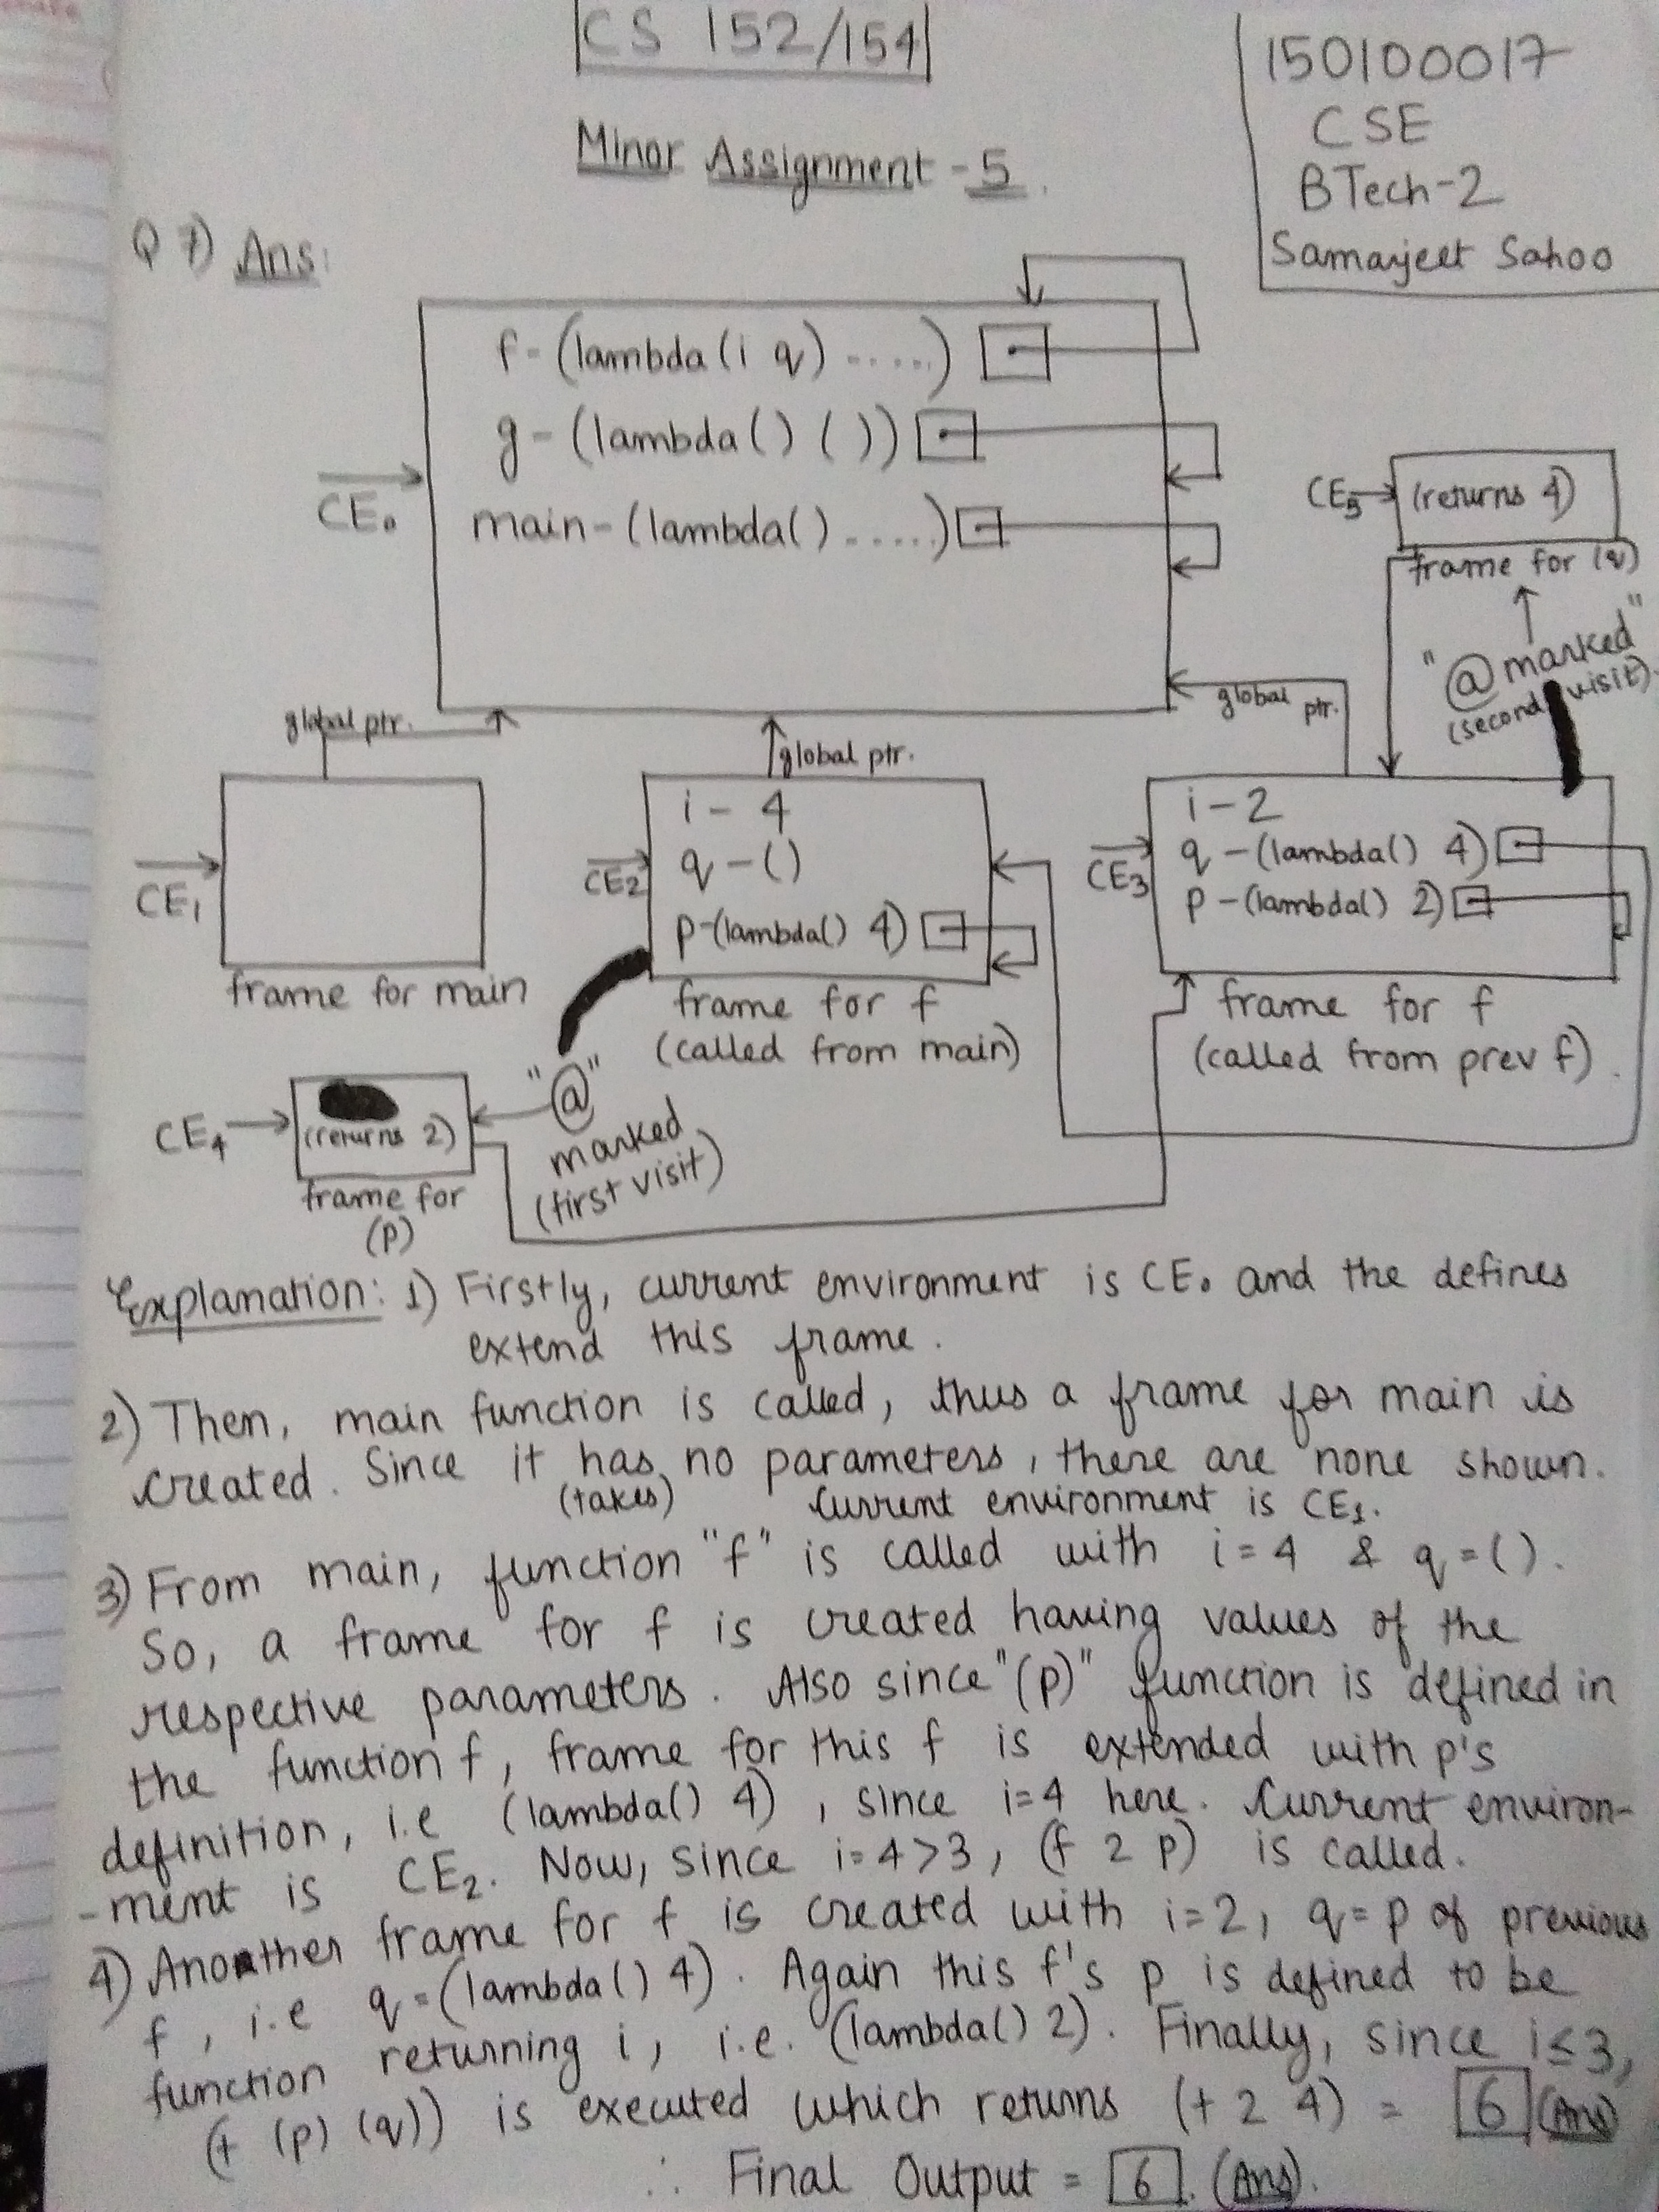 CS 152/154
150100017
CSE
BTech-2
Samarjeet Sahoo
Minor Assignment - 5.
Q 7) Ans:
f- (lambda (i q) .....)
g- (lambda () ())
main- (lambda() .....)
CE₀
CE₅
(returns 4)
frame for (q)
"@ marked"
(second visit).
global ptr.
global ptr.
global ptr.
CE₁
frame for main
CE2
i - 4
q - ()
p-(lambda() 4)
frame for f
(called from main)
CE3
i-2
q -(lambda() 4)
p -(lambda() 2)
frame for f
(called from prev f).
CE₄
(returns 2)
frame for
(p)
"@"
marked
(first visit)
Explanation: 1) Firstly, current environment is CE₀ and the defines
extend this frame.
2) Then, main function is called, thus a frame for main is
created. Since it has no parameters, there are none shown.
(takes) Current environment is CE₁.
3) From main, function "f" is called with i=4 & q=().
So, a frame for f is created having values of the
respective parameters. Also since "(p)" function is defined in
the function f, frame for this f is extended with p's
definition, i.e (lambda() 4), since i=4 here. Current environ-
-ment is CE₂. Now, since i=4>3, (f 2 p) is called.
4) Another frame for f is created with i=2, q=p of previous
f, i.e q=(lambda() 4). Again this f's p is defined to be
function returning i, i.e. (lambda() 2). Finally, since i≤3,
(+ (p) (q)) is executed which returns (+ 2 4) = 6 (Ans)
∴ Final Output = 6. (Ans).